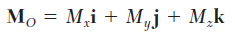 M_O = M_x i + M_y j + M_z k